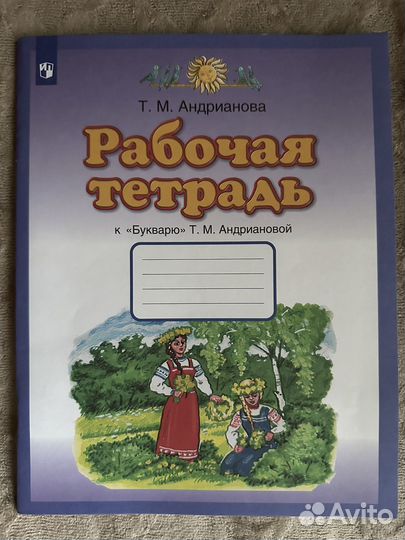 Т. М. Андрианова
Рабочая
тетрадь
к «Букварю» Т. М. Андриановой
Avito